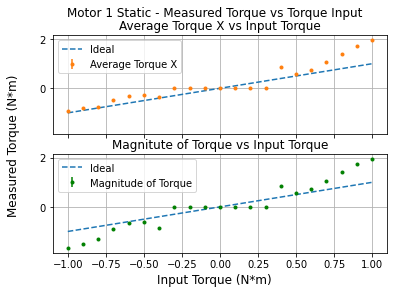 Motor 1 Static - Measured Torque vs Torque Input
Average Torque X vs Input Torque
2
0
Ideal
Average Torque X
Measured Torque (N*m)
Magnitute of Torque vs Input Torque
2
0
Ideal
Magnitude of Torque
−1.00 −0.75 −0.50 −0.25 0.00 0.25 0.50 0.75 1.00
Input Torque (N*m)